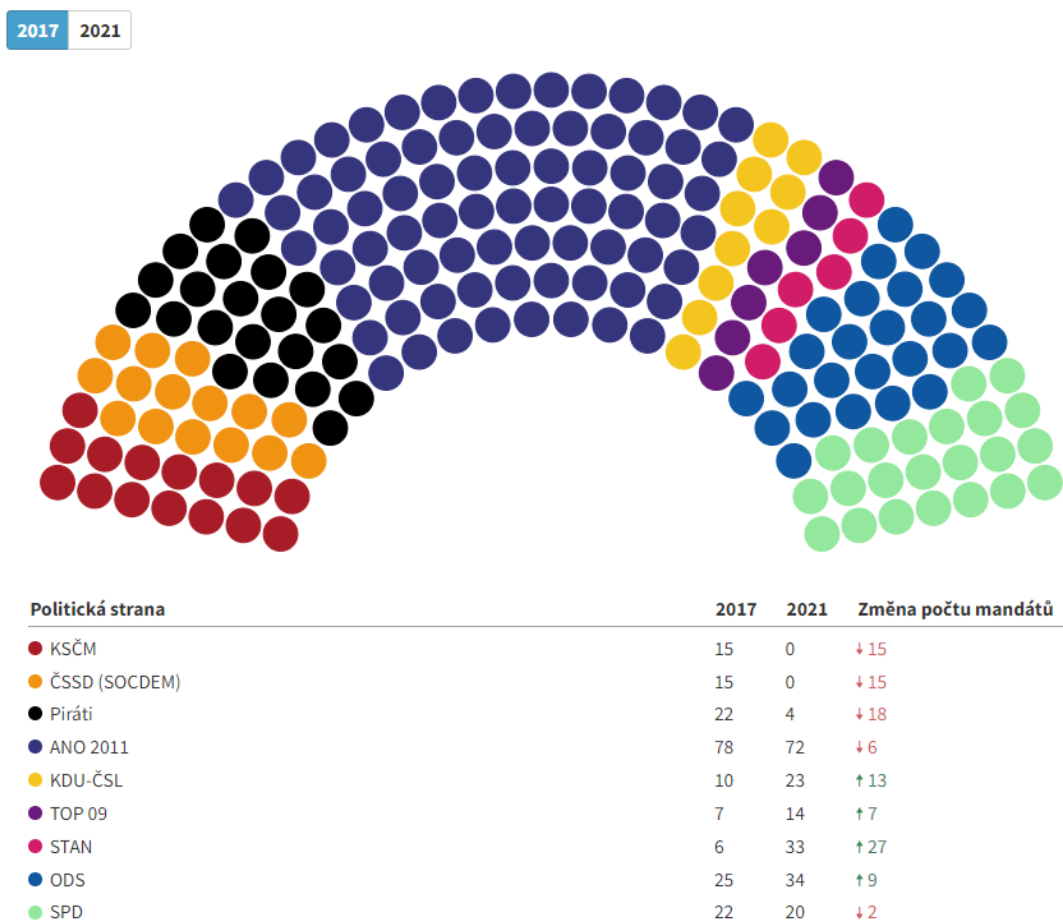 2017 2021
Politická strana 2017 2021 Změna počtu mandátů
KSČM 15 0 ↓ 15
ČSSD (SOCDEM) 15 0 ↓ 15
Piráti 22 4 ↓ 18
ANO 2011 78 72 ↓ 6
KDU-ČSL 10 23 ↑ 13
TOP 09 7 14 ↑ 7
STAN 6 33 ↑ 27
ODS 25 34 ↑ 9
SPD 22 20 ↓ 2